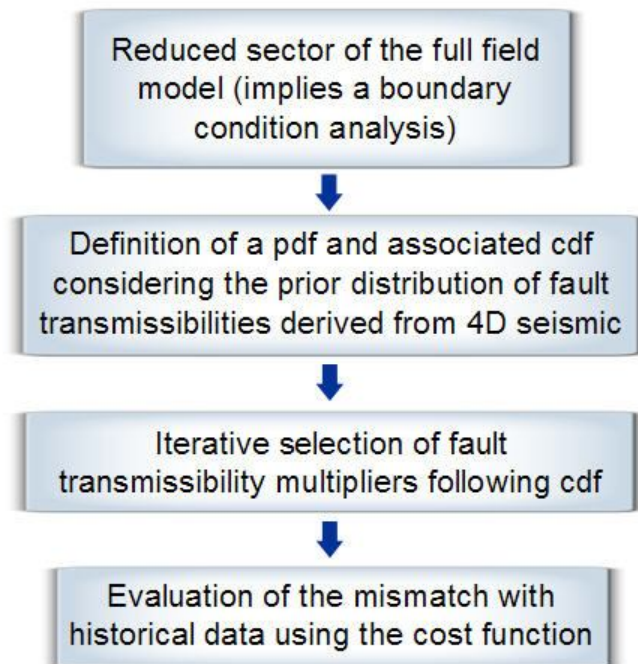 Reduced sector of the full field
model (implies a boundary
condition analysis)
Definition of a pdf and associated cdf
considering the prior distribution of fault
transmissibilities derived from 4D seismic
Iterative selection of fault
transmissibility multipliers following cdf
Evaluation of the mismatch with
historical data using the cost function